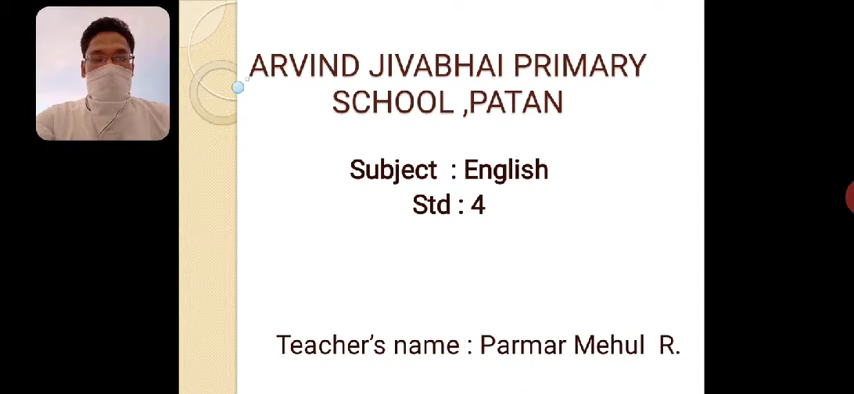 ARVIND JIVABHAI PRIMARY
SCHOOL ,PATAN
Subject : English
Std : 4
Teacher's name : Parmar Mehul R.